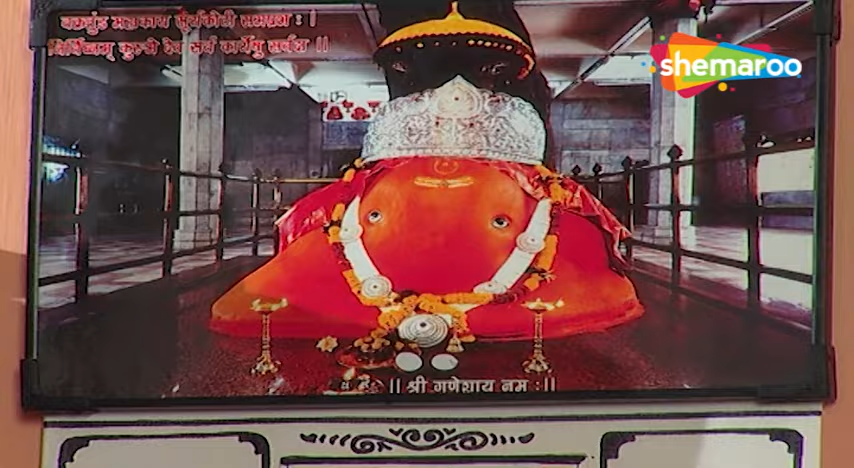 वक्रतुंड महाकाय सुर्यकोटी समप्रभ : |
निर्विघ्नम् कुरुमे देव सर्व कार्येषु सर्वदा ||
shemaroo
|| श्री गणेशाय नम : ||